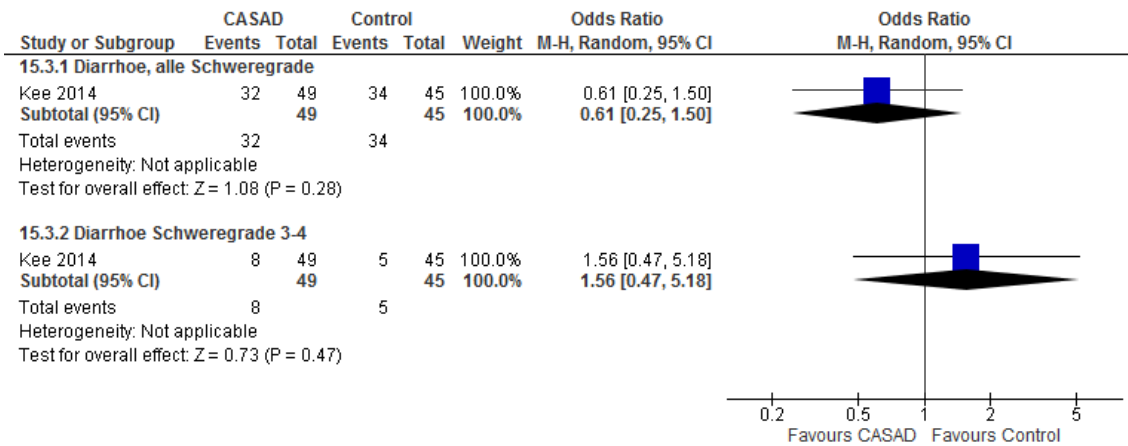 CASAD Control Odds Ratio Odds Ratio
Study or Subgroup Events Total Events Total Weight M-H, Random, 95% CI M-H, Random, 95% CI
15.3.1 Diarrhoe, alle Schweregrade
Kee 2014 32 49 34 45 100.0% 0.61 [0.25, 1.50]
Subtotal (95% CI) 49 45 100.0% 0.61 [0.25, 1.50]
Total events 32 34
Heterogeneity: Not applicable
Test for overall effect: Z = 1.08 (P = 0.28)
15.3.2 Diarrhoe Schweregrade 3-4
Kee 2014 8 49 5 45 100.0% 1.56 [0.47, 5.18]
Subtotal (95% CI) 49 45 100.0% 1.56 [0.47, 5.18]
Total events 8 5
Heterogeneity: Not applicable
Test for overall effect: Z = 0.73 (P = 0.47)
0.2 0.5 1 2 5
Favours CASAD Favours Control